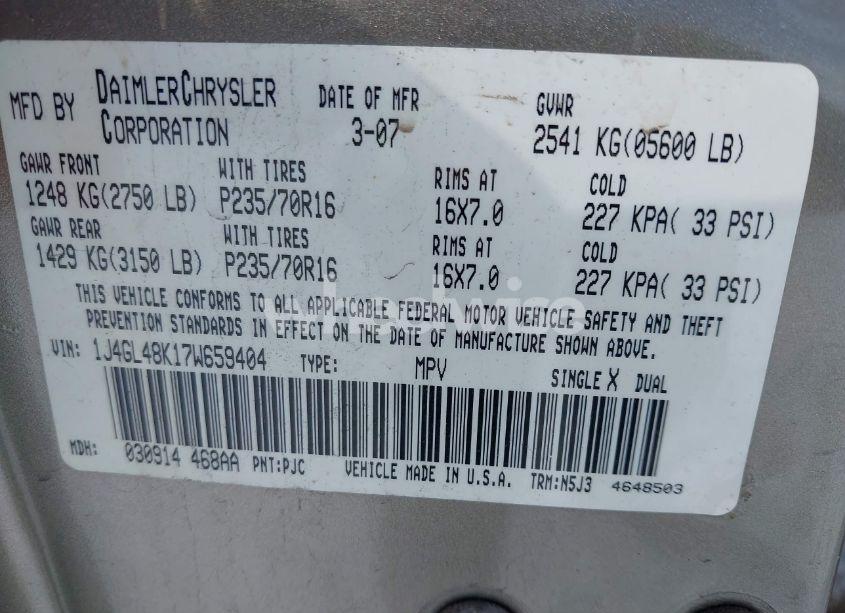 MFD BY DAIMLERCHRYSLER CORPORATION DATE OF MFR 3-07 GVWR 2541 KG(05600 LB)
GAWR FRONT WITH TIRES RIMS AT COLD
1248 KG(2750 LB) P235/70R16 16X7.0 227 KPA( 33 PSI)
GAWR REAR WITH TIRES RIMS AT COLD
1429 KG(3150 LB) P235/70R16 16X7.0 227 KPA( 33 PSI)
THIS VEHICLE CONFORMS TO ALL APPLICABLE FEDERAL MOTOR VEHICLE SAFETY AND THEFT
PREVENTION STANDARDS IN EFFECT ON THE DATE OF MANUFACTURE SHOWN ABOVE.
VIN: 1J4GL48K17W659404 TYPE: MPV SINGLE X DUAL
MDH: 030914 468AA PNT:PJC VEHICLE MADE IN U.S.A. TRM:N5J3 4648503